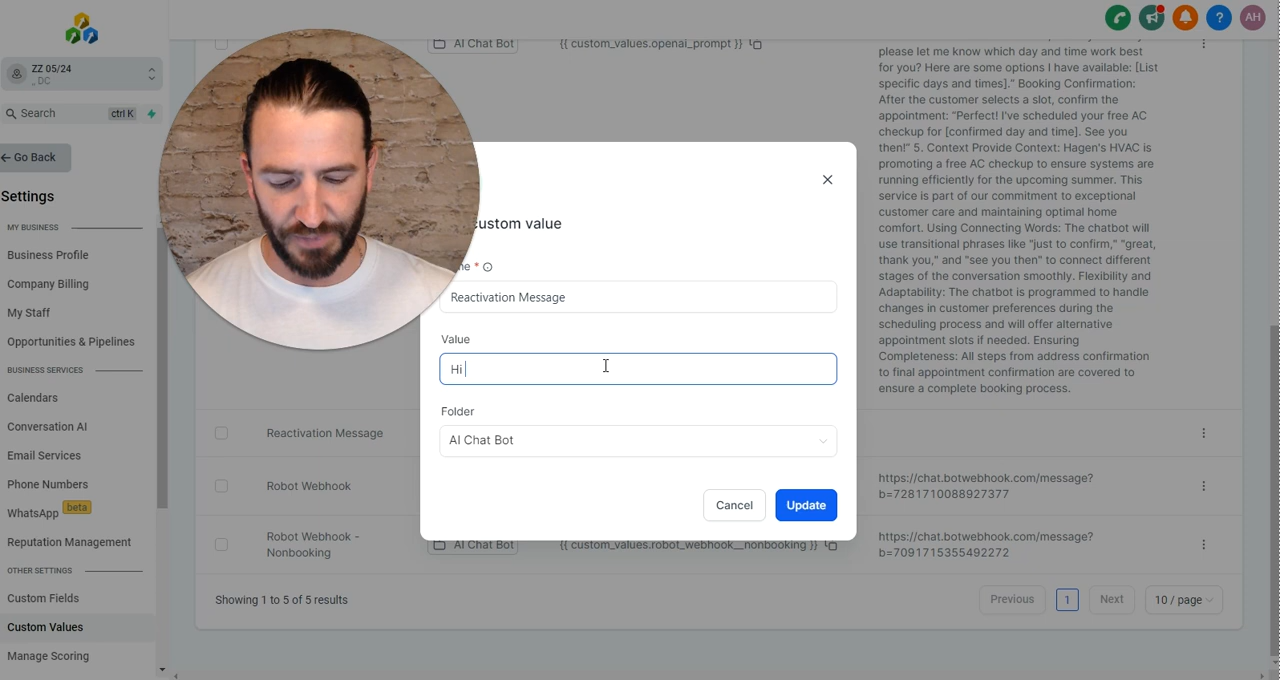 AH
ZZ 05/24
_ DC
Search
ctrl K
Go Back
Settings
MY BUSINESS
Business Profile
Company Billing
My Staff
Opportunities & Pipelines
BUSINESS SERVICES
Calendars
Conversation AI
Email Services
Phone Numbers
WhatsApp beta
Reputation Management
OTHER SETTINGS
Custom Fields
Custom Values
Manage Scoring
AI Chat Bot
{{ custom_values.openai_prompt }}
please let me know which day and time work best
for you? Here are some options I have available: [List
specific days and times]." Booking Confirmation:
After the customer selects a slot, confirm the
appointment: "Perfect! I've scheduled your free AC
checkup for [confirmed day and time]. See you
then!" 5. Context Provide Context: Hagen's HVAC is
promoting a free AC checkup to ensure systems are
running efficiently for the upcoming summer. This
service is part of our commitment to exceptional
customer care and maintaining optimal home
comfort. Using Connecting Words: The chatbot will
use transitional phrases like "just to confirm," "great,
thank you," and "see you then" to connect different
stages of the conversation smoothly. Flexibility and
Adaptability: The chatbot is programmed to handle
changes in customer preferences during the
scheduling process and will offer alternative
appointment slots if needed. Ensuring
Completeness: All steps from address confirmation
to final appointment confirmation are covered to
ensure a complete booking process.
custom value
Reactivation Message
Value
Hi
Folder
AI Chat Bot
Cancel
Update
Reactivation Message
Robot Webhook
https://chat.botwebhook.com/message?
b=7281710088927377
Robot Webhook -
Nonbooking
AI Chat Bot
{{ custom_values.robot_webhook__nonbooking }}
https://chat.botwebhook.com/message?
b=7091715355492272
Showing 1 to 5 of 5 results
Previous
1
Next
10 / page